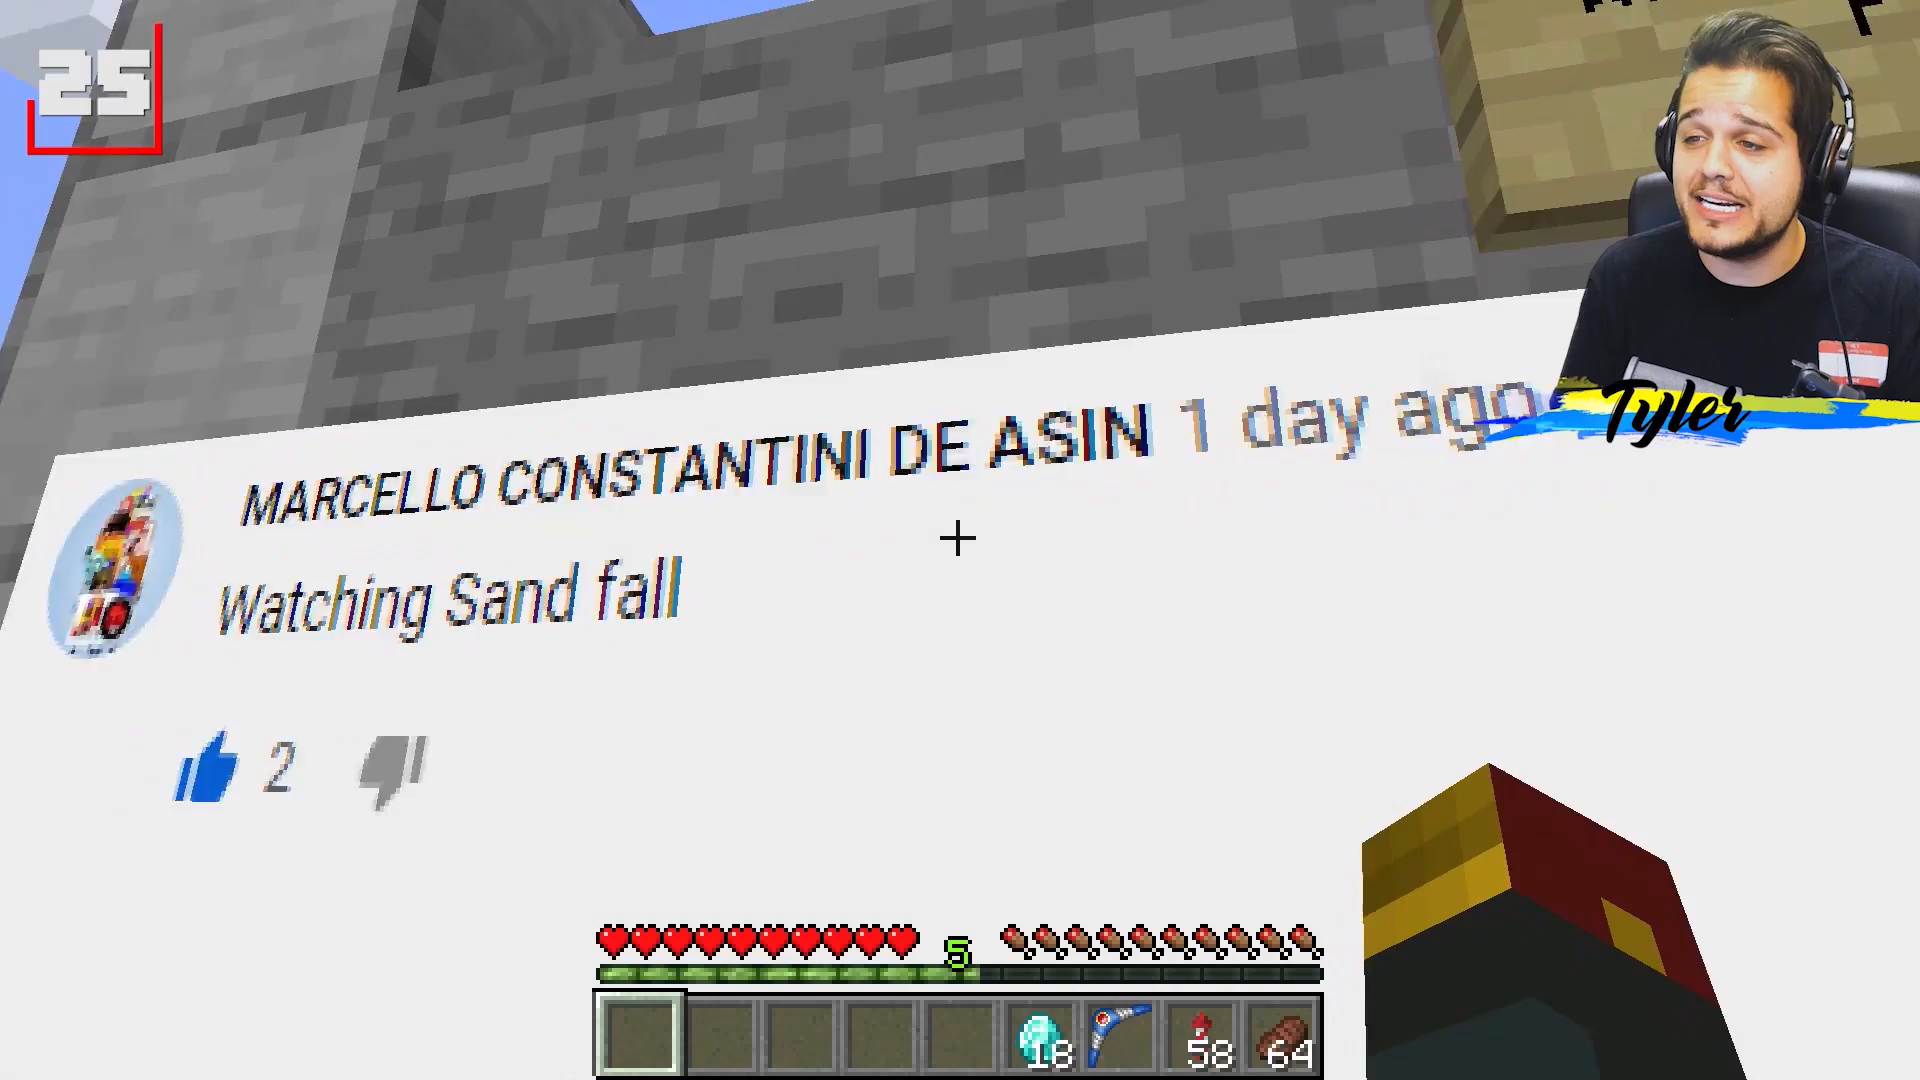 25
MARCELLO CONSTANTINI DE ASIN 1 day ago
Tyler
Watching Sand fall
2
5
18
58
64